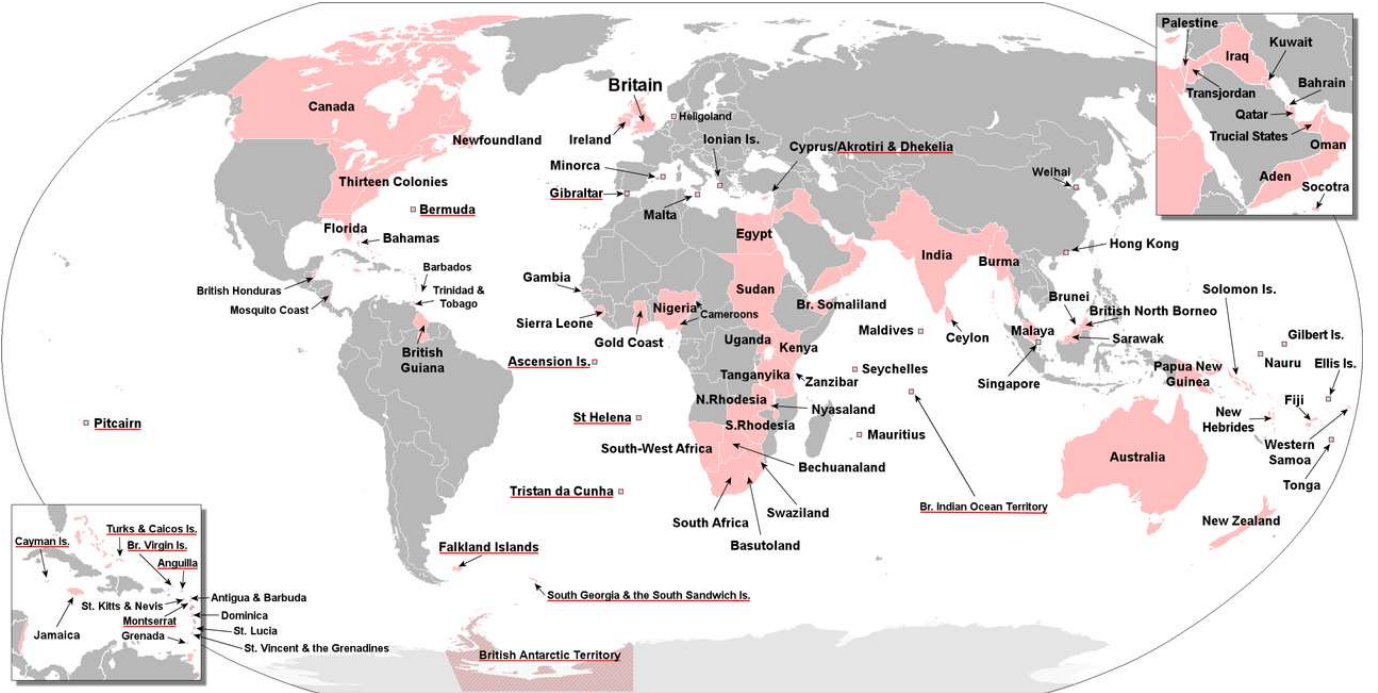 Canada
Newfoundland
Thirteen Colonies
Bermuda
Florida
Bahamas
Barbados
British Honduras
Trinidad &
Tobago
Mosquito Coast
British
Guiana
Pitcairn
Britain
Heligoland
Ireland
Ionian Is.
Minorca
Cyprus/Akrotiri & Dhekelia
Gibraltar
Malta
Weihai
Egypt
India
Burma
Hong Kong
Gambia
Sudan
Nigeria
Br. Somaliland
Cameroons
Sierra Leone
Gold Coast
Uganda
Kenya
Maldives
Ceylon
Malaya
Brunei
British North Borneo
Sarawak
Singapore
Solomon Is.
Gilbert Is.
Nauru
Ellis Is.
Ascension Is.
Tanganyika
Zanzibar
Seychelles
Papua New
Guinea
N.Rhodesia
Nyasaland
St Helena
S.Rhodesia
Mauritius
New
Hebrides
Fiji
Western
Samoa
Tonga
South-West Africa
Bechuanaland
Australia
Tristan da Cunha
Swaziland
Br. Indian Ocean Territory
South Africa
Basutoland
New Zealand
Falkland Islands
South Georgia & the South Sandwich Is.
British Antarctic Territory
Palestine
Iraq
Kuwait
Transjordan
Bahrain
Qatar
Trucial States
Oman
Aden
Socotra
Turks & Caicos Is.
Cayman Is.
Br. Virgin Is.
Anguilla
St. Kitts & Nevis
Antigua & Barbuda
Montserrat
Dominica
Jamaica
Grenada
St. Lucia
St. Vincent & the Grenadines